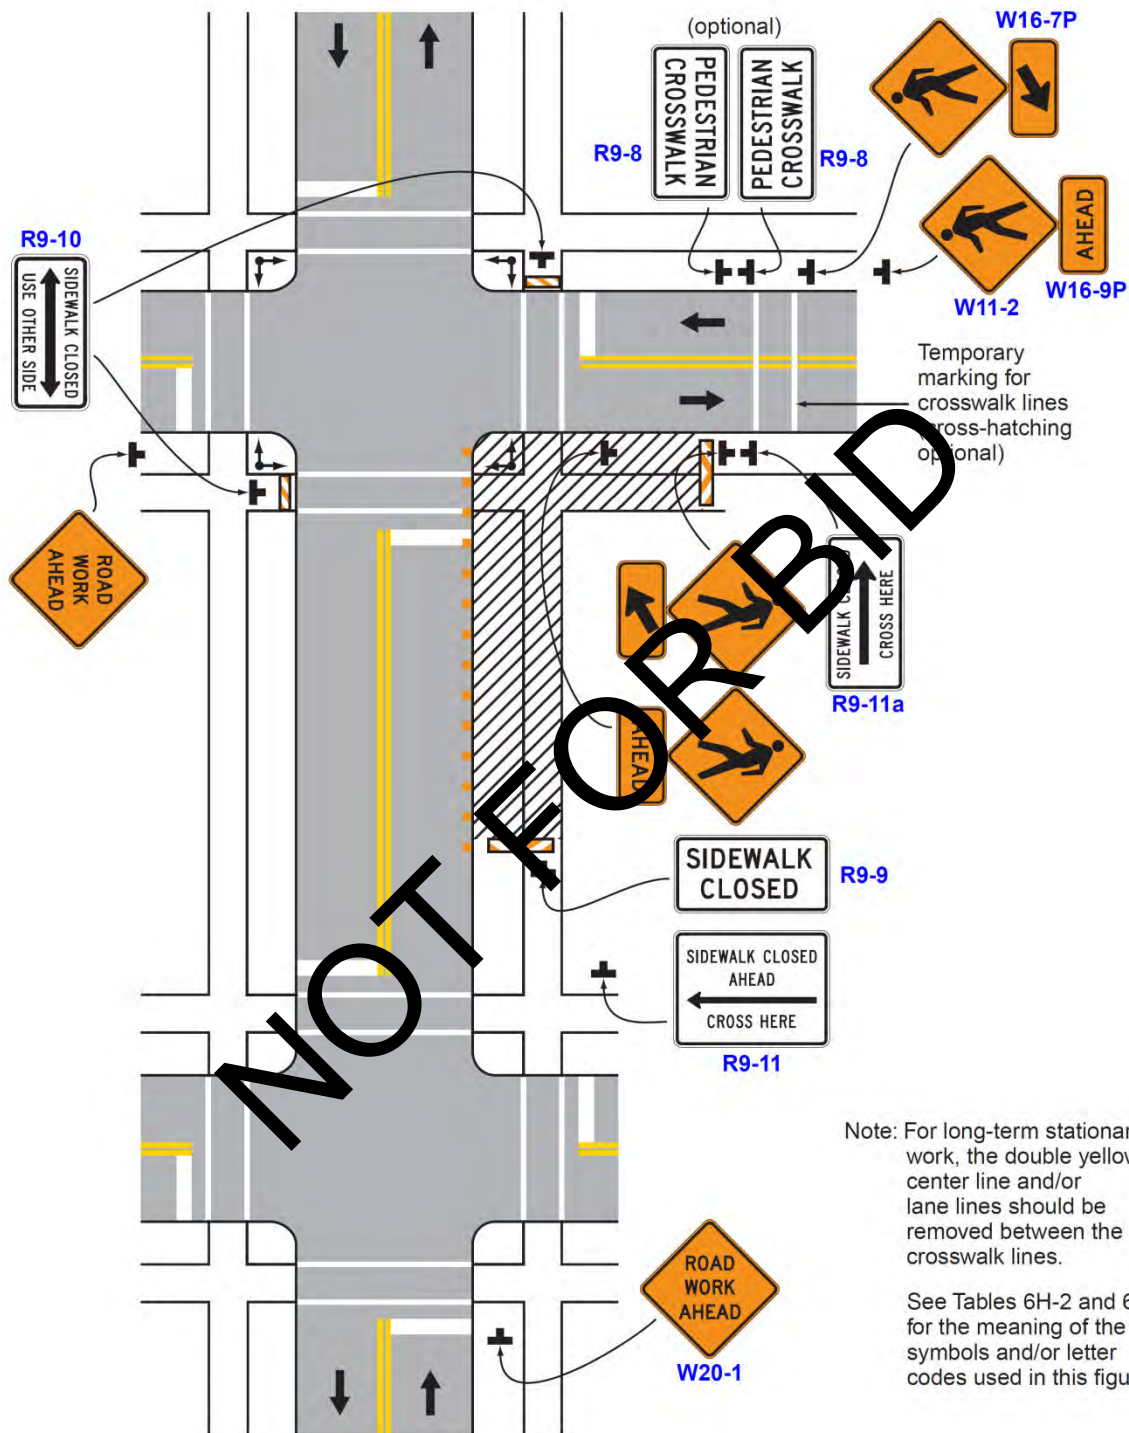 W16-7P
(optional)
PEDESTRIAN
CROSSWALK
PEDESTRIAN
CROSSWALK
R9-8
R9-8
AHEAD
W11-2
W16-9P
R9-10
SIDEWALK CLOSED
USE OTHER SIDE
Temporary
marking for
crosswalk lines
(cross-hatching
optional)
ROAD
WORK
AHEAD
SIDEWALK CLOSED
CROSS HERE
R9-11a
AHEAD
NOT FOR BID
SIDEWALK
CLOSED
R9-9
SIDEWALK CLOSED
AHEAD
CROSS HERE
R9-11
Note: For long-term
work, the double
center line and/or
lane lines should be
removed between the
crosswalk lines.
See Tables 6H-2 and
for the meaning of the
symbols and/or letter
codes used in this
ROAD
WORK
AHEAD
W20-1